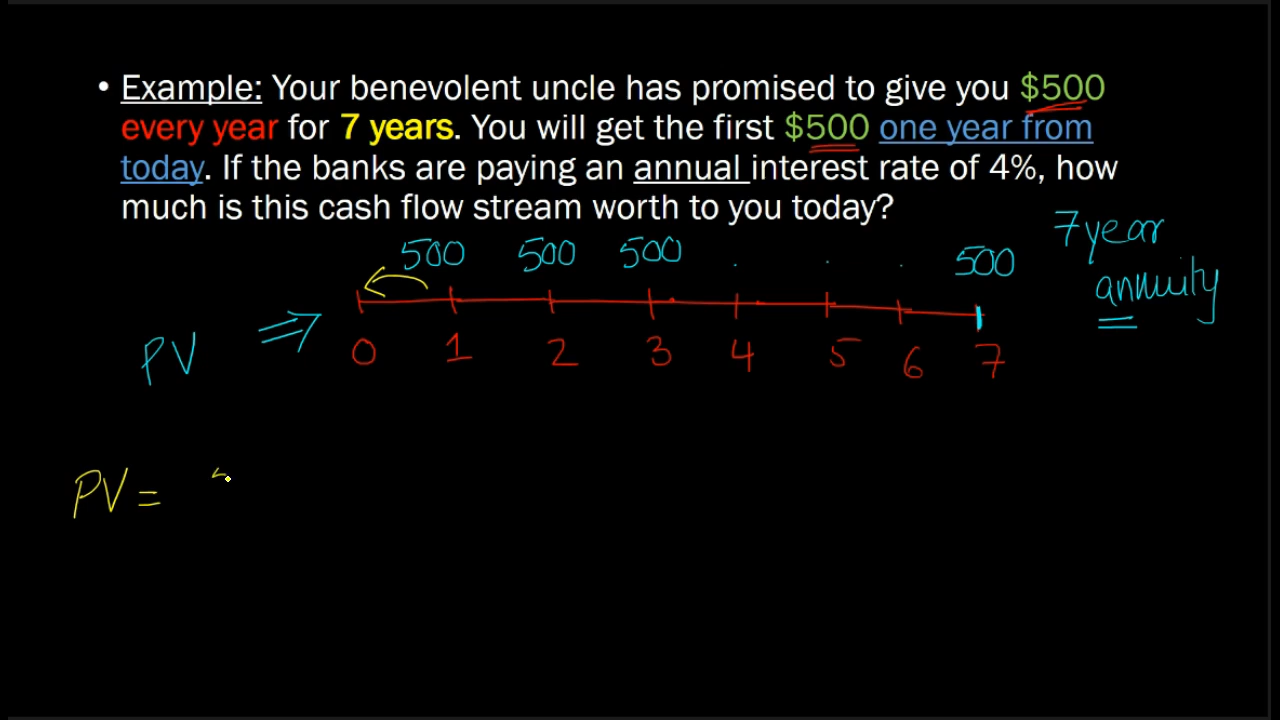 • Example: Your benevolent uncle has promised to give you $500
every year for 7 years. You will get the first $500 one year from
today. If the banks are paying an annual interest rate of 4%, how
much is this cash flow stream worth to you today?
7 year
annuity
500 500 500 . . . 500
PV ⇒
0 1 2 3 4 5 6 7
PV =